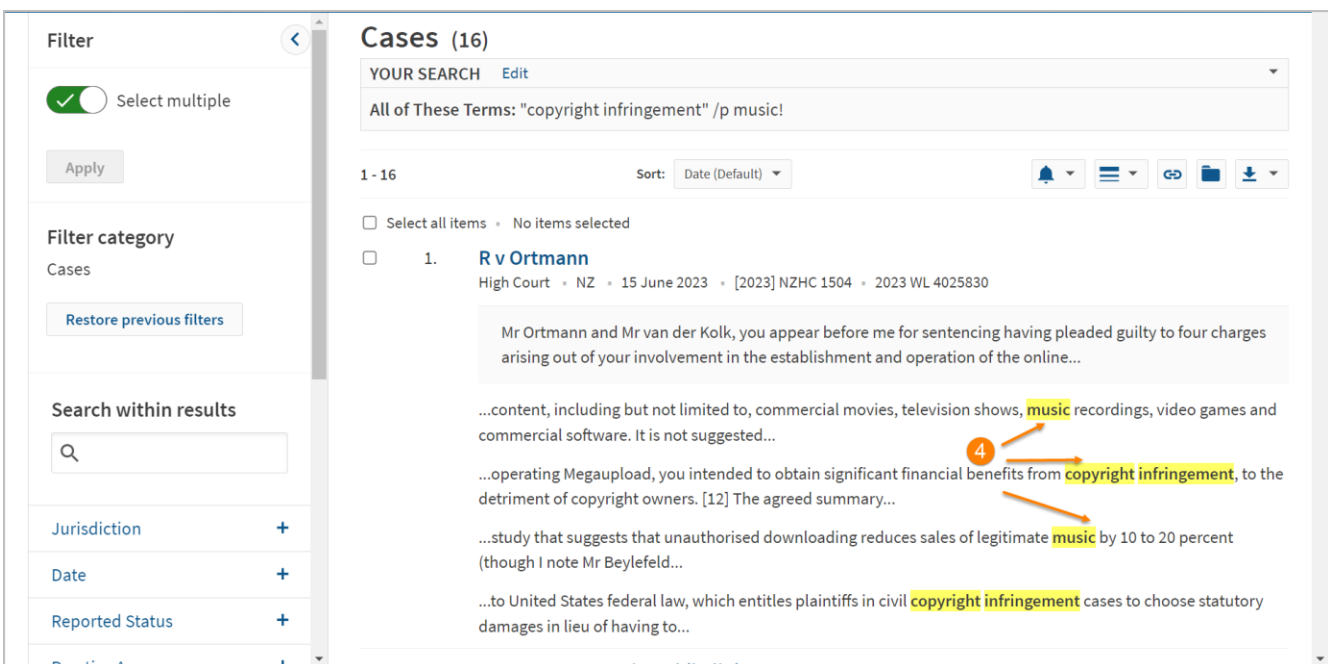 Filter
Select multiple
Apply
Filter category
Cases
Restore previous filters
Search within results
Jurisdiction +
Date +
Reported Status +
Cases (16)
YOUR SEARCH Edit
All of These Terms: "copyright infringement" /p music!
1 - 16 Sort: Date (Default)
Select all items • No items selected
1. R v Ortmann
High Court • NZ • 15 June 2023 • [2023] NZHC 1504 • 2023 WL 4025830
Mr Ortmann and Mr van der Kolk, you appear before me for sentencing having pleaded guilty to four charges
arising out of your involvement in the establishment and operation of the online...
...content, including but not limited to, commercial movies, television shows, music recordings, video games and
commercial software. It is not suggested...
4
...operating Megaupload, you intended to obtain significant financial benefits from copyright infringement, to the
detriment of copyright owners. [12] The agreed summary...
...study that suggests that unauthorised downloading reduces sales of legitimate music by 10 to 20 percent
(though I note Mr Beylefeld...
...to United States federal law, which entitles plaintiffs in civil copyright infringement cases to choose statutory
damages in lieu of having to...